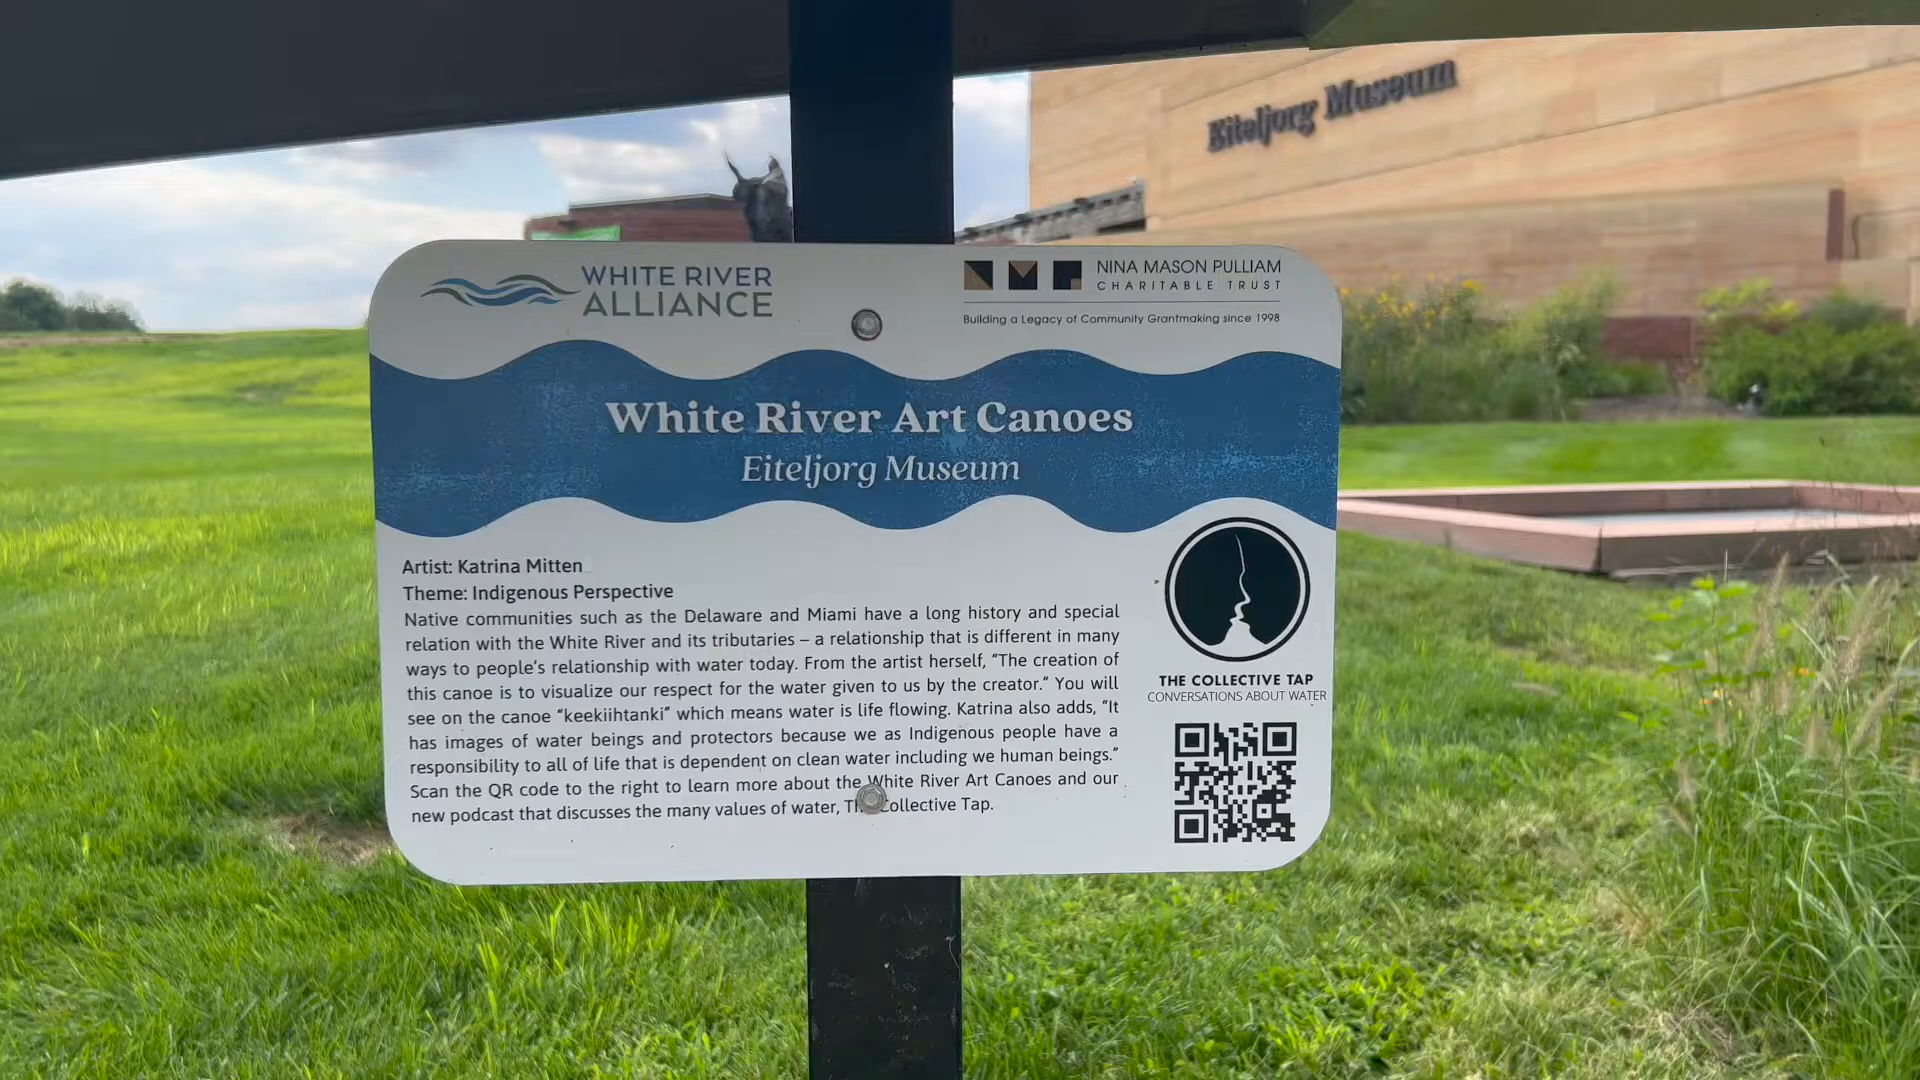 Eiteljorg Museum
WHITE RIVER
ALLIANCE
NINA MASON PULLIAM
CHARITABLE TRUST
Building a Legacy of Community Grantmaking since 1998
White River Art Canoes
Eiteljorg Museum
Artist: Katrina Mitten
Theme: Indigenous Perspective
Native communities such as the Delaware and Miami have a long history and special
relation with the White River and its tributaries – a relationship that is different in many
ways to people's relationship with water today. From the artist herself, “The creation of
this canoe is to visualize our respect for the water given to us by the creator.” You will
see on the canoe “keekiihtanki” which means water is life flowing. Katrina also adds, “It
has images of water beings and protectors because we as Indigenous people have a
responsibility to all of life that is dependent on clean water including we human beings.”
Scan the QR code to the right to learn more about the White River Art Canoes and our
new podcast that discusses the many values of water, The Collective Tap.
THE COLLECTIVE TAP
CONVERSATIONS ABOUT WATER